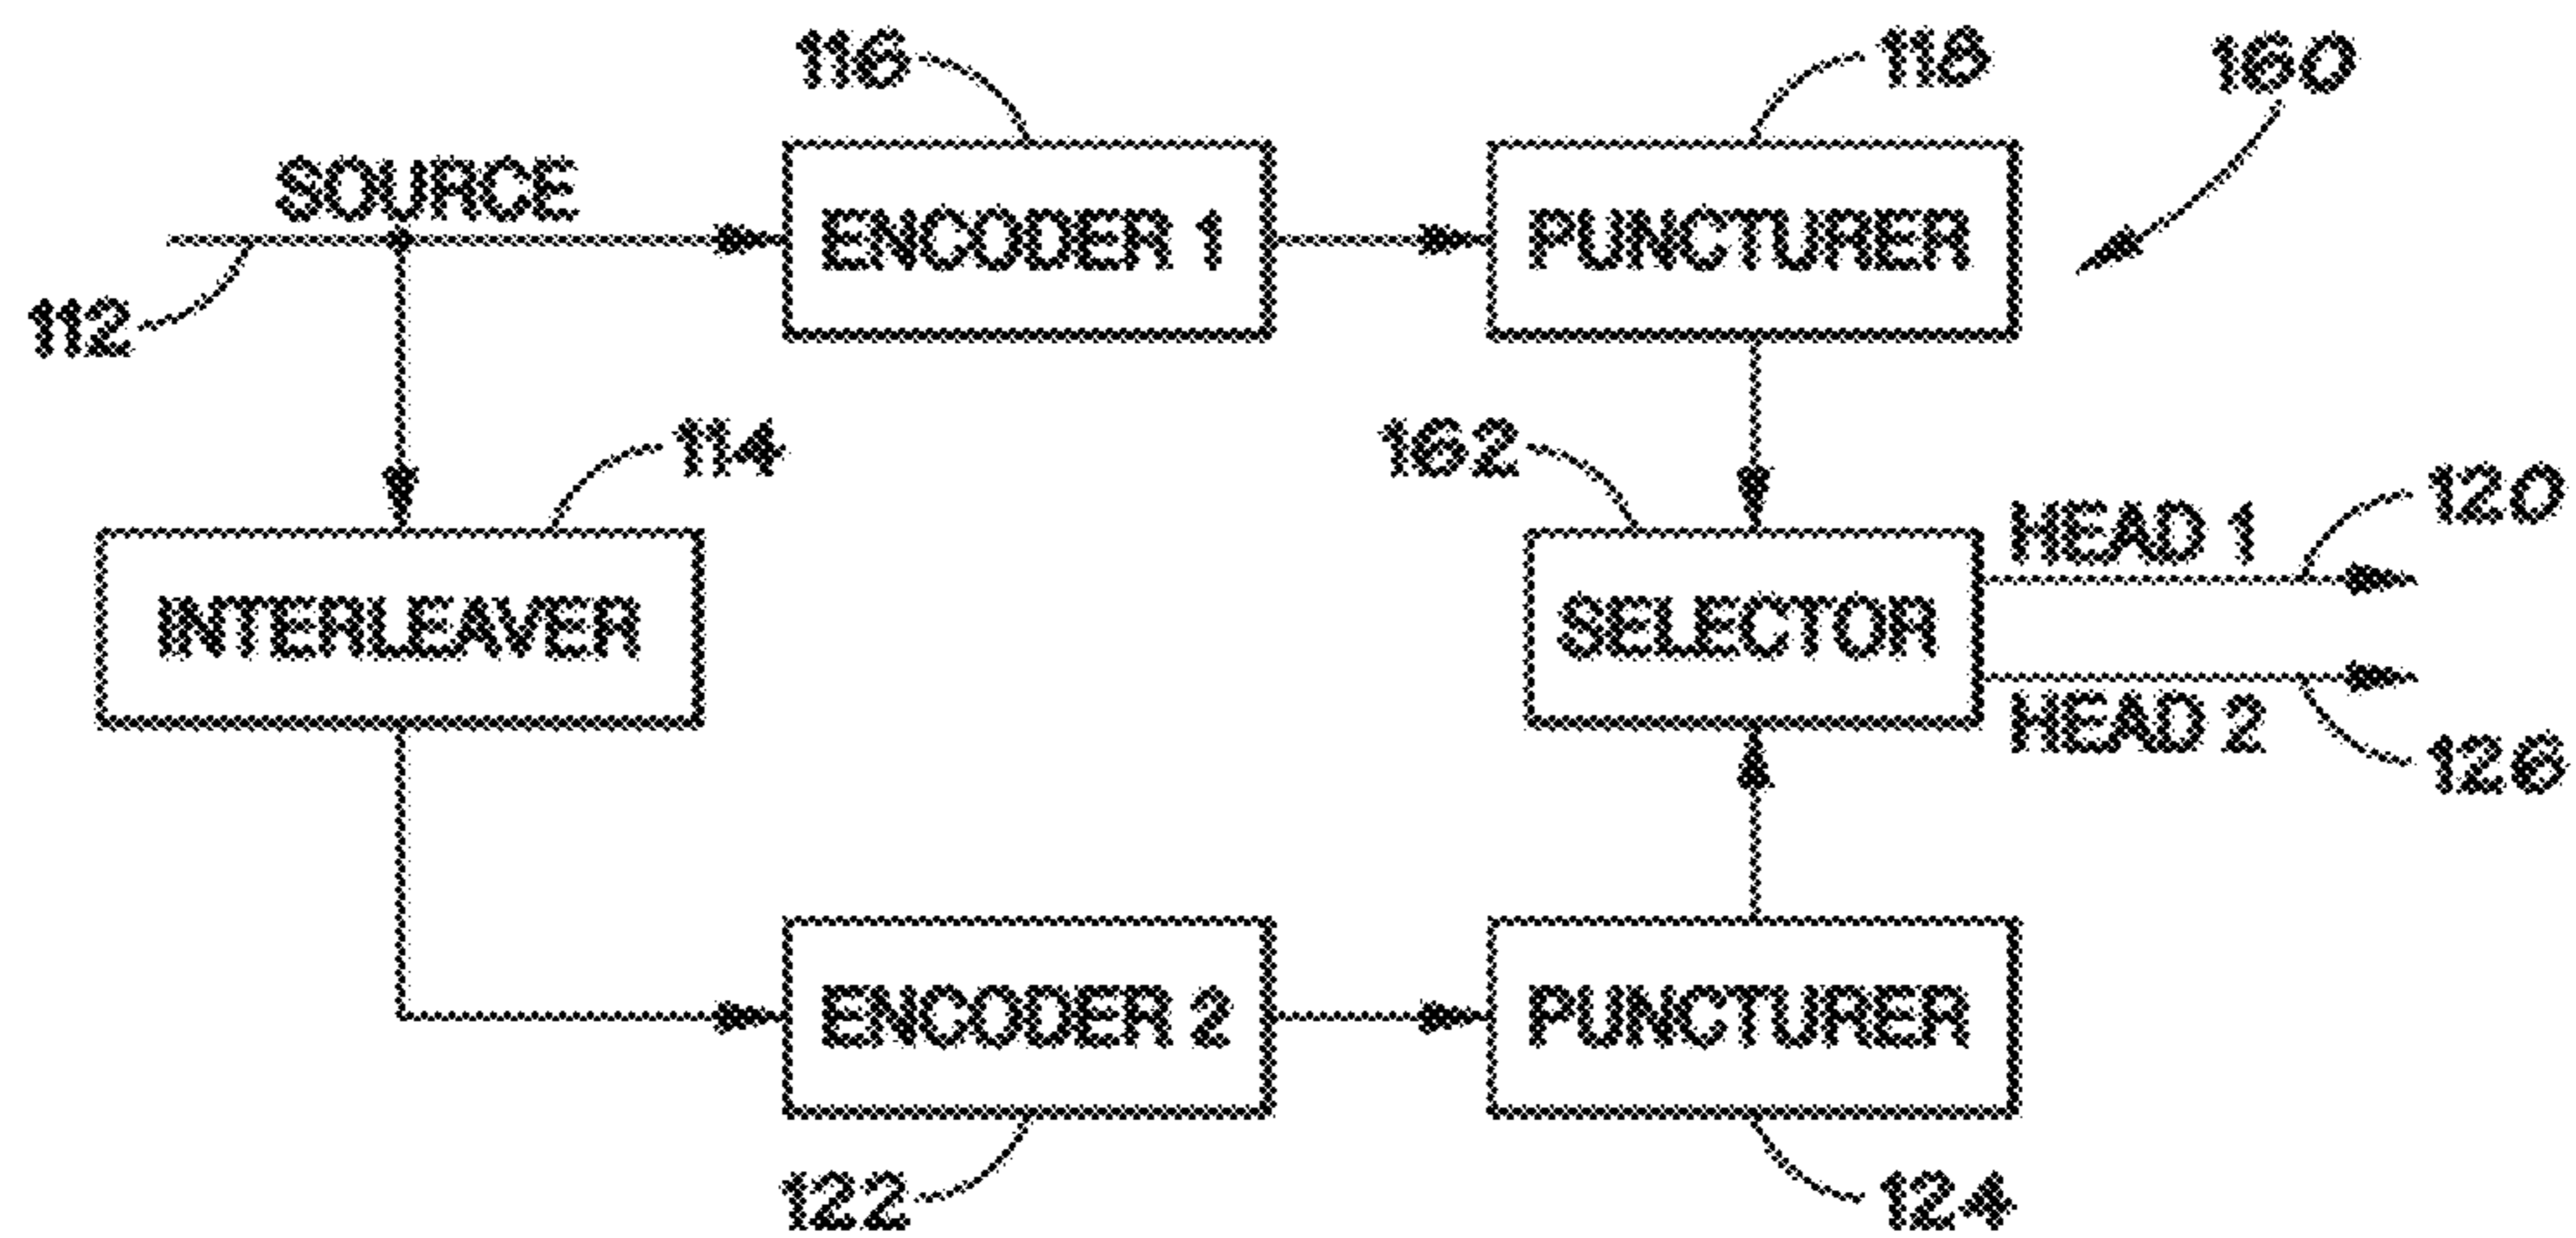 116
118
160
SOURCE
ENCODER 1
PUNCTURER
112
114
162
120
HEAD 1
INTERLEAVER
SELECTOR
HEAD 2
126
ENCODER 2
PUNCTURER
122
124